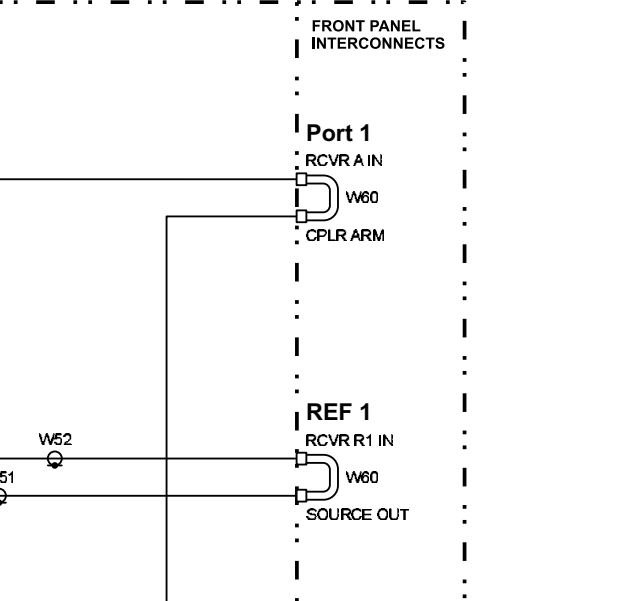 FRONT PANEL
INTERCONNECTS
Port 1
RCVR A IN
W60
CPLR ARM
REF 1
W52
RCVR R1 IN
51
W60
SOURCE OUT